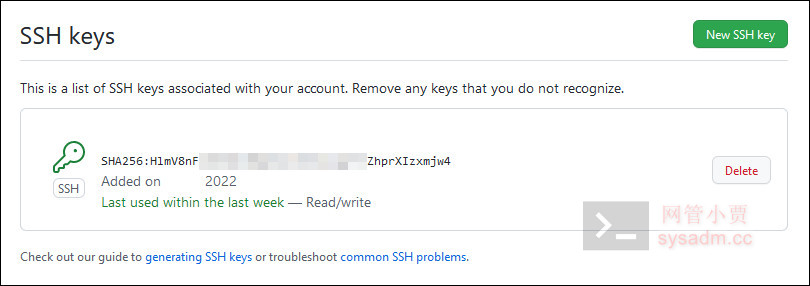 SSH keys
New SSH key
This is a list of SSH keys associated with your account. Remove any keys that you do not recognize.
SHA256:HlmV8nF ZhprXIzxmjw4
Added on 2022
SSH
Last used within the last week — Read/write
Delete
网管小贾
sysadm.cc
Check out our guide to generating SSH keys or troubleshoot common SSH problems.